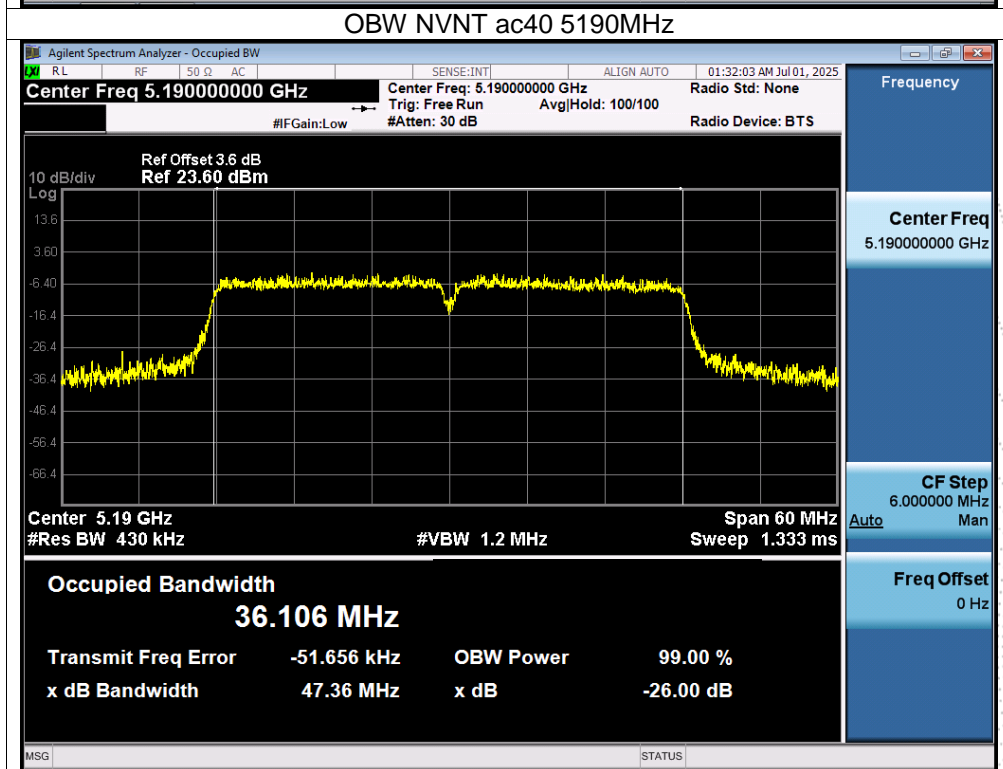 OBW NVNT ac40 5190MHz
Agilent Spectrum Analyzer - Occupied BW
LXI RL RF 50 Ω AC SENSE:INT ALIGN AUTO 01:32:03 AM Jul 01, 2025
Center Freq 5.190000000 GHz
Center Freq: 5.190000000 GHz
Radio Std: None
Trig: Free Run Avg|Hold: 100/100
#IFGain:Low
#Atten: 30 dB
Radio Device: BTS
Ref Offset 3.6 dB
10 dB/div Ref 23.60 dBm
Log
13.6
3.60
-6.40
-16.4
-26.4
-36.4
-46.4
-56.4
-66.4
Center 5.19 GHz
Span 60 MHz
#Res BW 430 kHz
#VBW 1.2 MHz
Sweep 1.333 ms
Occupied Bandwidth
36.106 MHz
Transmit Freq Error -51.656 kHz
OBW Power 99.00 %
x dB Bandwidth 47.36 MHz
x dB -26.00 dB
Frequency
Center Freq
5.190000000 GHz
CF Step
6.000000 MHz
Auto Man
Freq Offset
0 Hz
MSG
STATUS